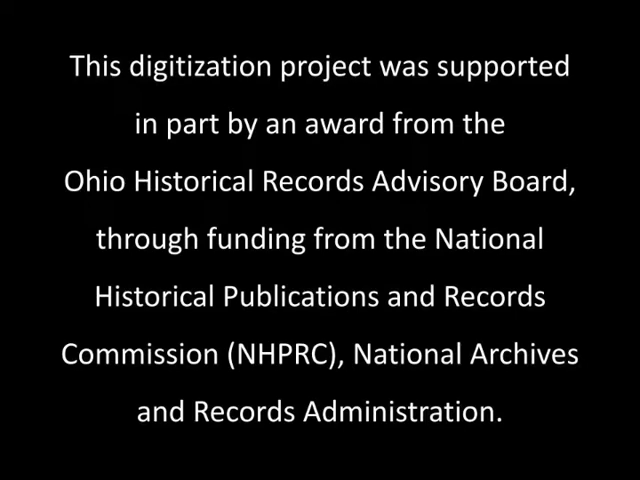 This digitization project was supported
in part by an award from the
Ohio Historical Records Advisory Board,
through funding from the National
Historical Publications and Records
Commission (NHPRC), National Archives
and Records Administration.